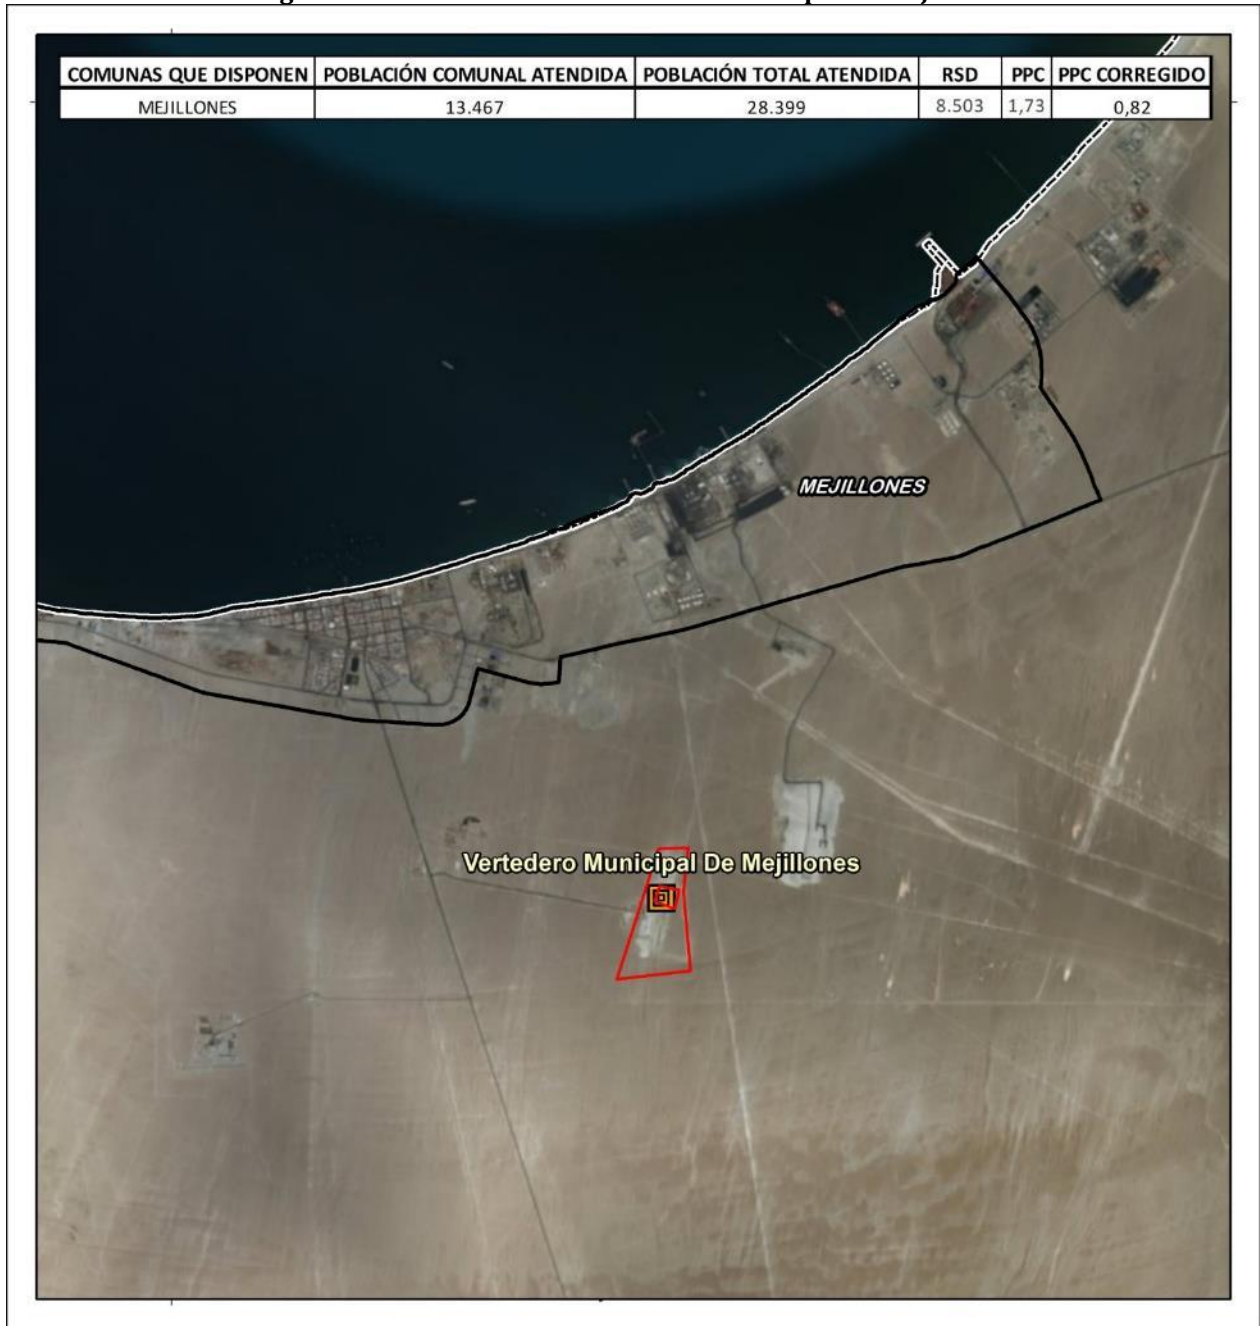 COMUNAS QUE DISPONEN POBLACIÓN COMUNAL ATENDIDA POBLACIÓN TOTAL ATENDIDA RSD PPC PPC CORREGIDO
MEJILLONES 13.467 28.399 8.503 1,73 0,82
MEJILLONES
Vertedero Municipal De Mejillones